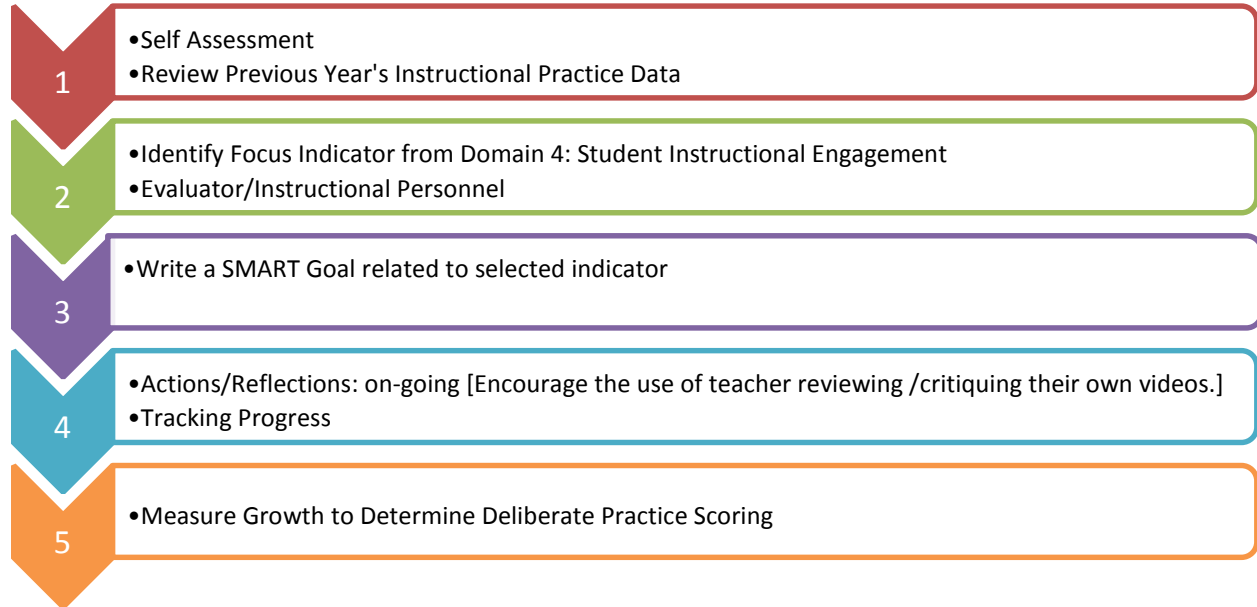 1
•Self Assessment
•Review Previous Year's Instructional Practice Data
2
•Identify Focus Indicator from Domain 4: Student Instructional Engagement
•Evaluator/Instructional Personnel
3
•Write a SMART Goal related to selected indicator
4
•Actions/Reflections: on-going [Encourage the use of teacher reviewing /critiquing their own videos.]
•Tracking Progress
5
•Measure Growth to Determine Deliberate Practice Scoring